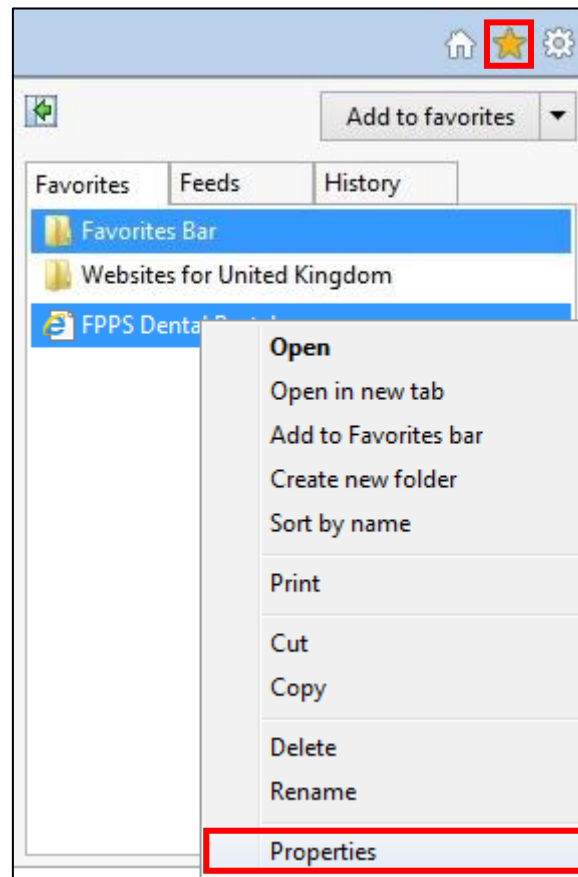 Add to favorites
Favorites Feeds History
Favorites Bar
Websites for United Kingdom
FPPS Dental
Open
Open in new tab
Add to Favorites bar
Create new folder
Sort by name
Print
Cut
Copy
Delete
Rename
Properties